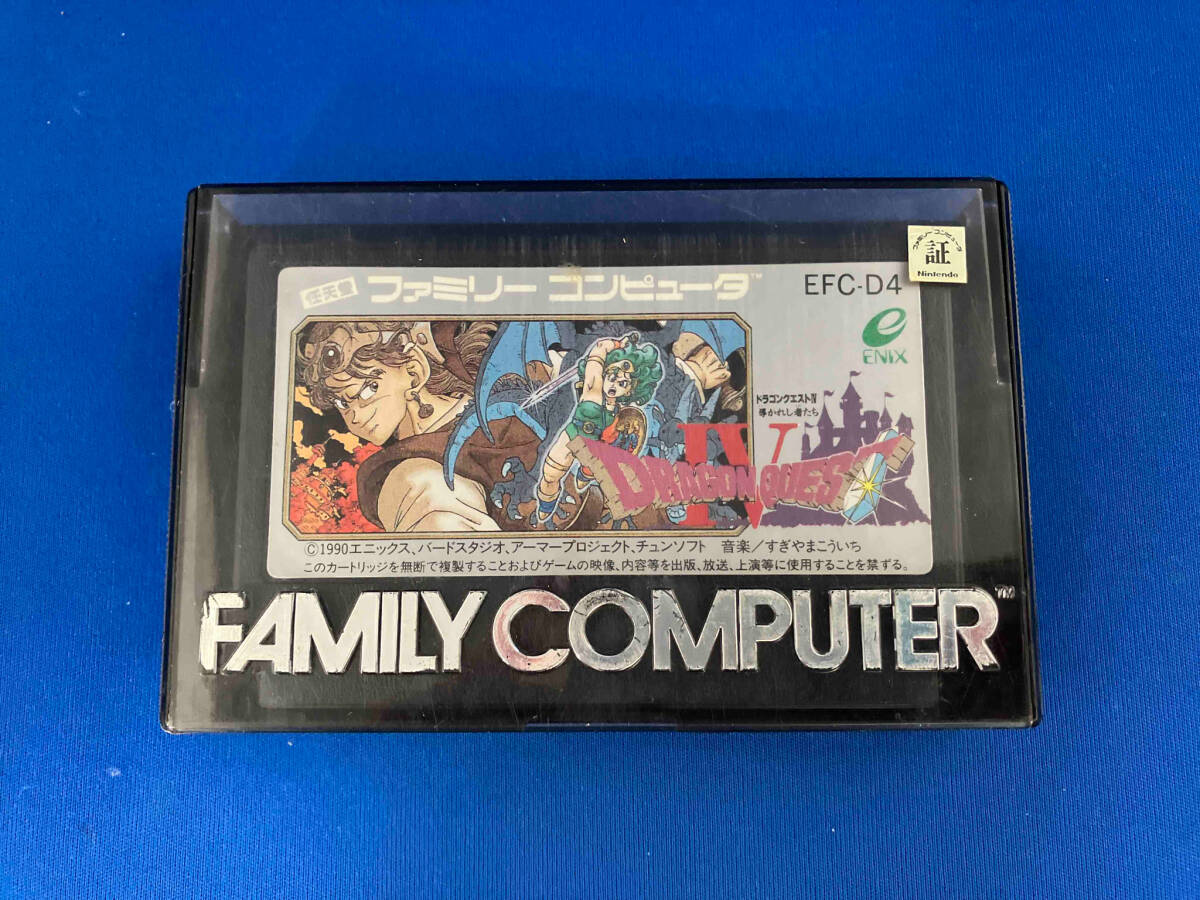 任天堂 ファミリー コンピュータ™
EFC-D4
ファミリーコンピュータ
証
Nintendo
ENIX
ドラゴンクエストIV
導かれし者たち
IV
DRAGON QUEST
©1990エニックス、バードスタジオ、アーマープロジェクト、チュンソフト 音楽／すぎやまこういち
このカートリッジを無断で複製することおよびゲームの映像、内容等を出版、放送、上演等に使用することを禁ずる。
FAMILY COMPUTER™